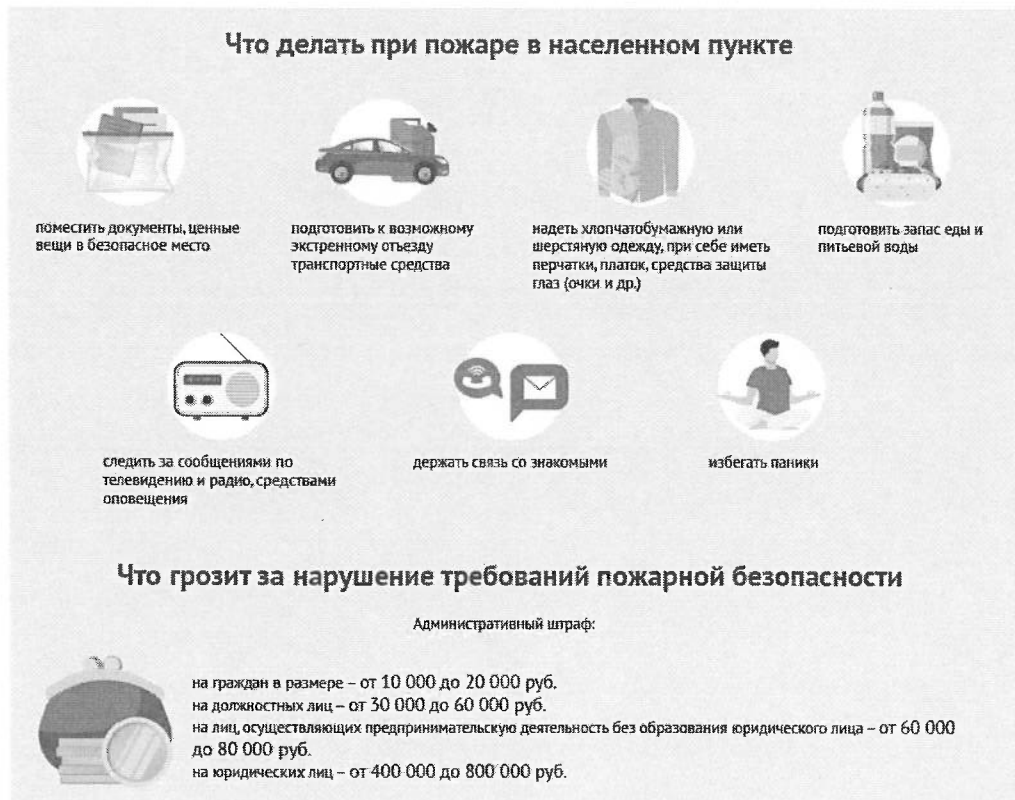 Что делать при пожаре в населенном пункте
поместить документы, ценные
вещи в безопасное место
подготовить к возможному
экстренному отъезду
транспортные средства
надеть хлопчатобумажную или
шерстяную одежду, при себе иметь
перчатки, платок, средства защиты
глаз (очки и др.)
подготовить запас еды и
питьевой воды
следить за сообщениями по
телевидению и радио, средствами
оповещения
держать связь со знакомыми
избегать паники
Что грозит за нарушение требований пожарной безопасности
Административный штраф:
на граждан в размере – от 10 000 до 20 000 руб.
на должностных лиц – от 30 000 до 60 000 руб.
на лиц, осуществляющих предпринимательскую деятельность без образования юридического лица – от 60 000
до 80 000 руб.
на юридических лиц – от 400 000 до 800 000 руб.